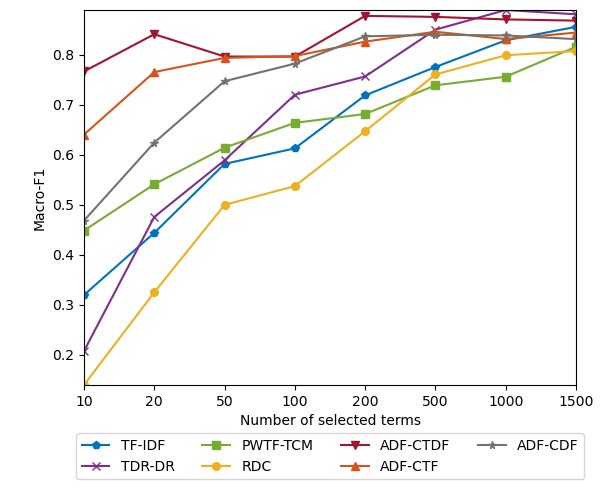 0.8
0.7
0.6
0.5
0.4
0.3
0.2
Macro-F1
10 20 50 100 200 500 1000 1500
Number of selected terms
TF-IDF PWTF-TCM ADF-CTDF ADF-CDF
TDR-DR RDC ADF-CTF